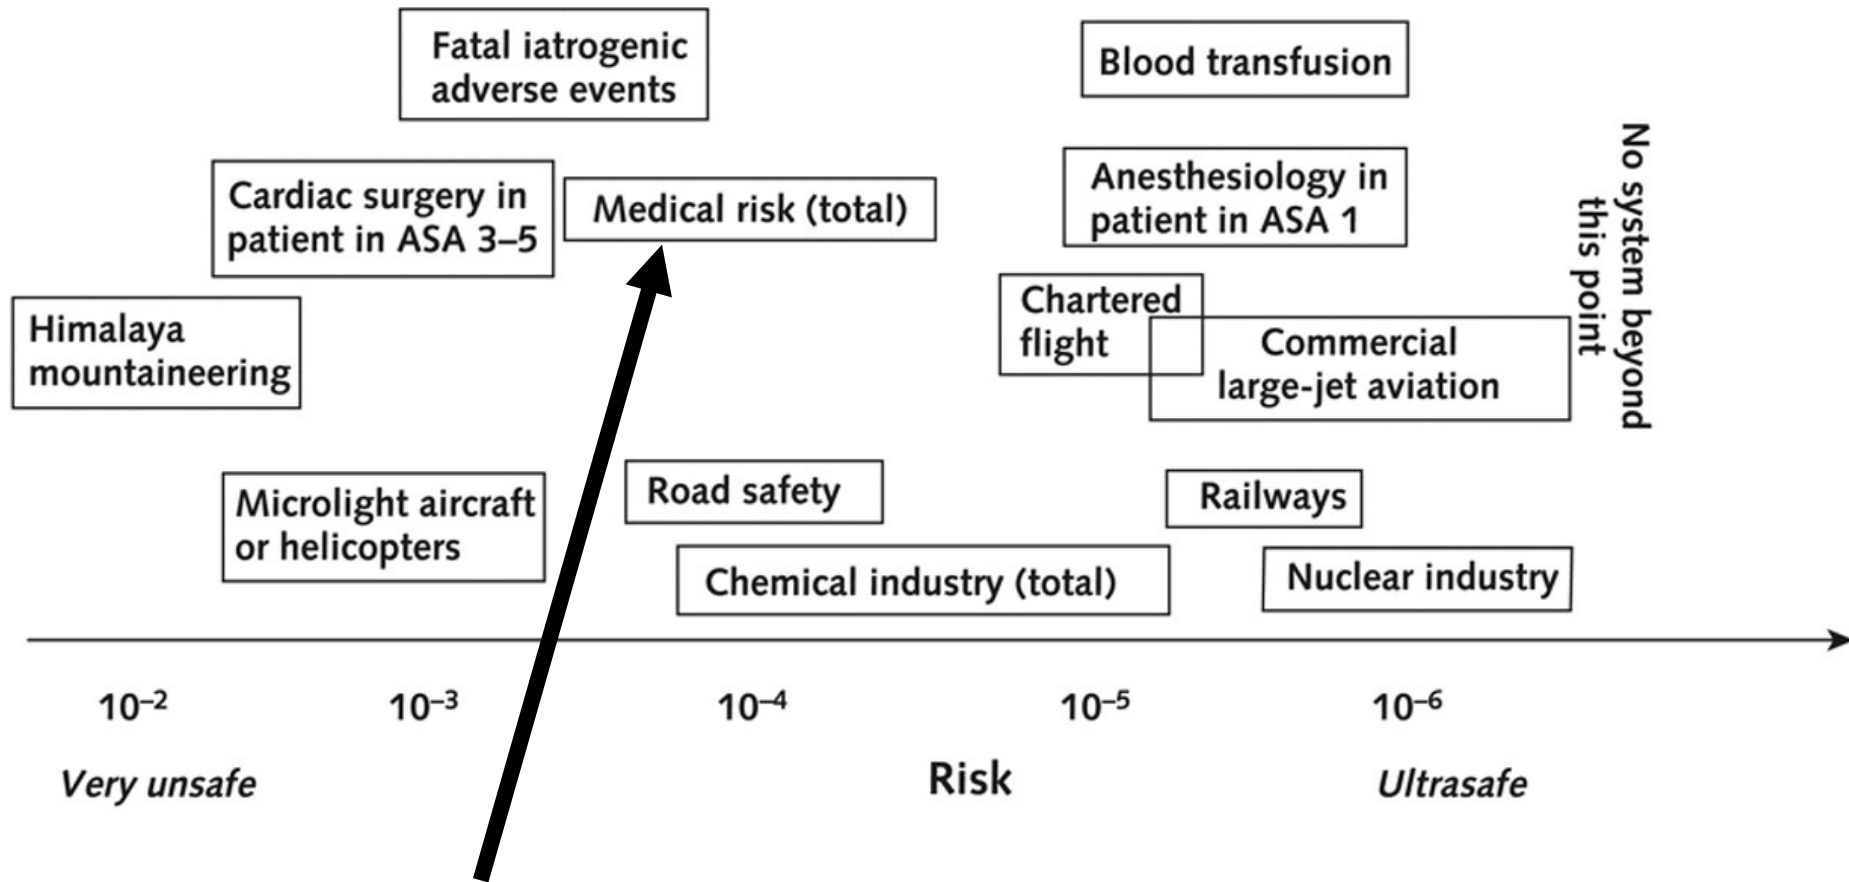 Fatal iatrogenic
adverse events
Blood transfusion
Cardiac surgery in
patient in ASA 3–5
Medical risk (total)
Anesthesiology in
patient in ASA 1
No system beyond
this point
Himalaya
mountaineering
Chartered
flight
Commercial
large-jet aviation
Microlight aircraft
or helicopters
Road safety
Railways
Chemical industry (total)
Nuclear industry
10⁻² 10⁻³ 10⁻⁴ 10⁻⁵ 10⁻⁶
Very unsafe Risk Ultrasafe